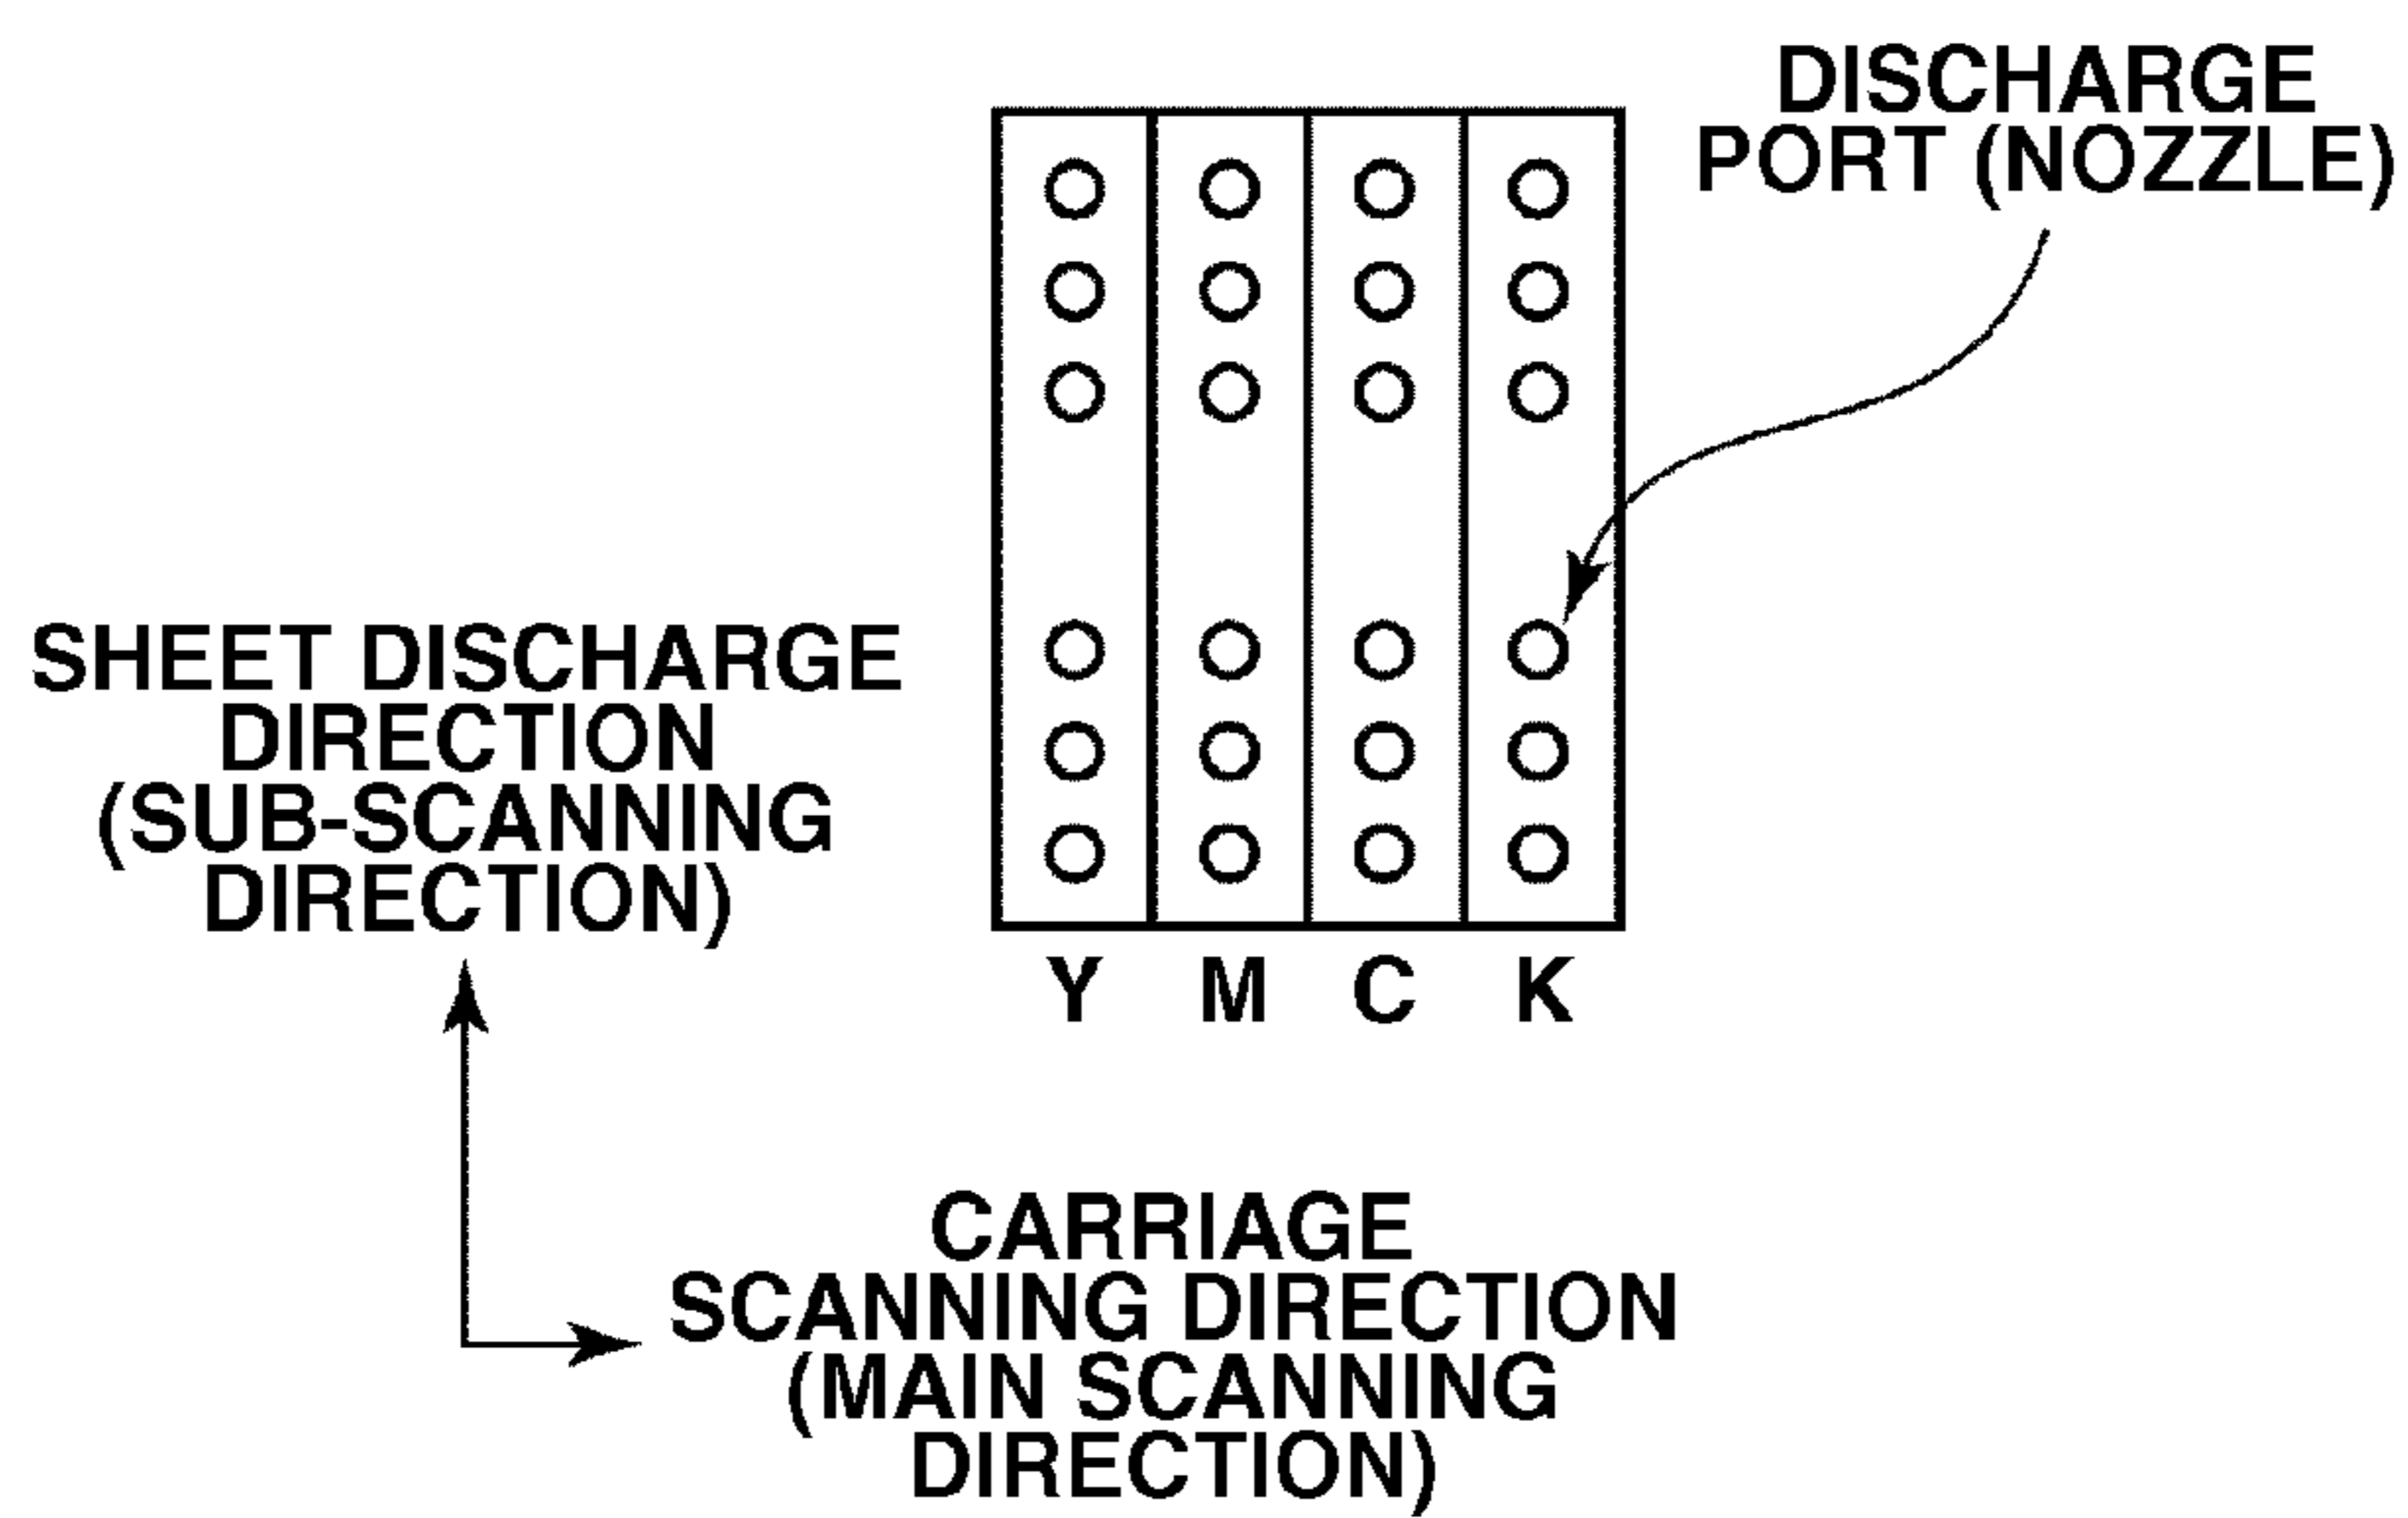 DISCHARGE
PORT (NOZZLE)
SHEET DISCHARGE
DIRECTION
(SUB-SCANNING
DIRECTION)
Y M C K
CARRIAGE
SCANNING DIRECTION
(MAIN SCANNING
DIRECTION)